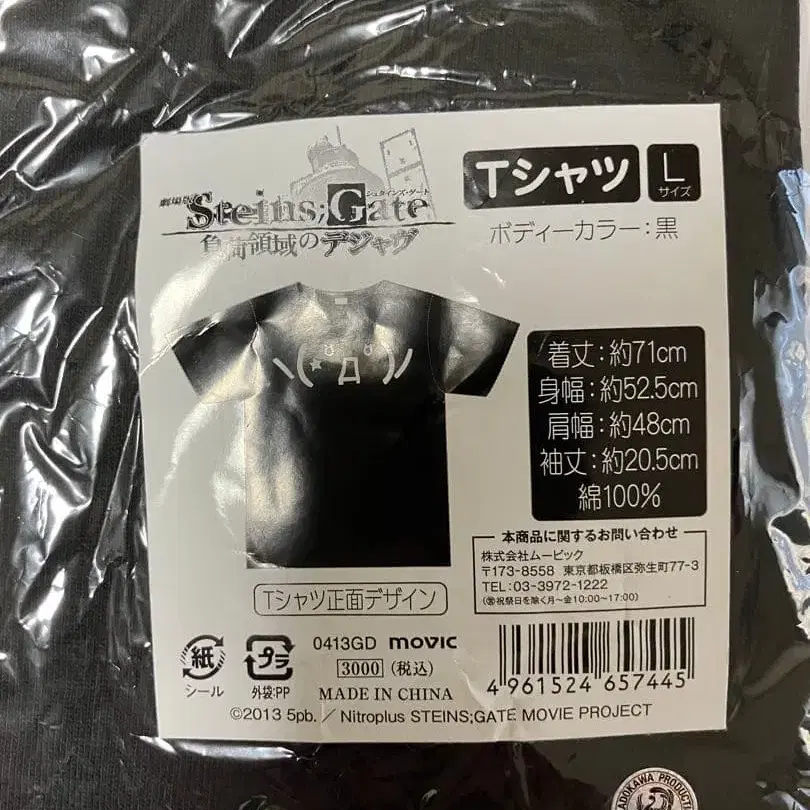 劇場版
Steins;Gate
シュタインズ・ゲート
負荷領域のデジャヴ
Tシャツ
L
サイズ
ボディーカラー：黒
着丈：約71cm
身幅：約52.5cm
肩幅：約48cm
袖丈：約20.5cm
綿100%
Tシャツ正面デザイン
本商品に関するお問い合わせ
株式会社ムービック
〒173-8558 東京都板橋区弥生町77-3
TEL：03-3972-1222
(㊡祝祭日を除く月〜金10:00〜17:00)
紙
シール
プラ
外袋:PP
0413GD movic
3000 (税込)
MADE IN CHINA
4 961524 657445
©2013 5pb.／Nitroplus STEINS;GATE MOVIE PROJECT
KADOKAWA PRODUCTION